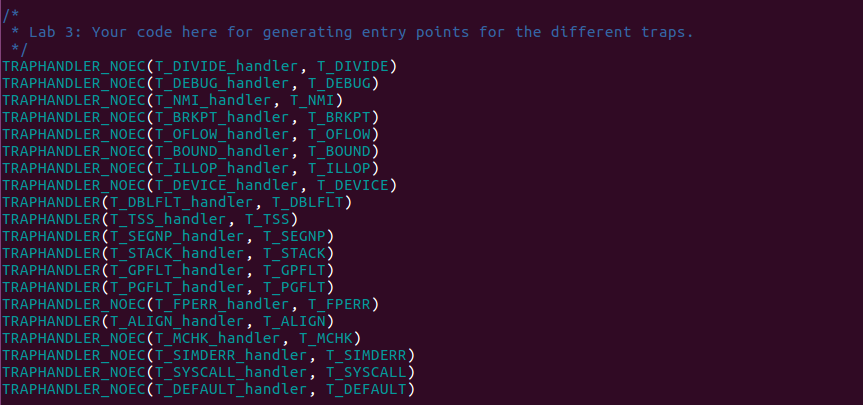 /*
 * Lab 3: Your code here for generating entry points for the different traps.
 */
TRAPHANDLER_NOEC(T_DIVIDE_handler, T_DIVIDE)
TRAPHANDLER_NOEC(T_DEBUG_handler, T_DEBUG)
TRAPHANDLER_NOEC(T_NMI_handler, T_NMI)
TRAPHANDLER_NOEC(T_BRKPT_handler, T_BRKPT)
TRAPHANDLER_NOEC(T_OFLOW_handler, T_OFLOW)
TRAPHANDLER_NOEC(T_BOUND_handler, T_BOUND)
TRAPHANDLER_NOEC(T_ILLOP_handler, T_ILLOP)
TRAPHANDLER_NOEC(T_DEVICE_handler, T_DEVICE)
TRAPHANDLER(T_DBLFLT_handler, T_DBLFLT)
TRAPHANDLER(T_TSS_handler, T_TSS)
TRAPHANDLER(T_SEGNP_handler, T_SEGNP)
TRAPHANDLER(T_STACK_handler, T_STACK)
TRAPHANDLER(T_GPFLT_handler, T_GPFLT)
TRAPHANDLER(T_PGFLT_handler, T_PGFLT)
TRAPHANDLER_NOEC(T_FPERR_handler, T_FPERR)
TRAPHANDLER(T_ALIGN_handler, T_ALIGN)
TRAPHANDLER_NOEC(T_MCHK_handler, T_MCHK)
TRAPHANDLER_NOEC(T_SIMDERR_handler, T_SIMDERR)
TRAPHANDLER_NOEC(T_SYSCALL_handler, T_SYSCALL)
TRAPHANDLER_NOEC(T_DEFAULT_handler, T_DEFAULT)